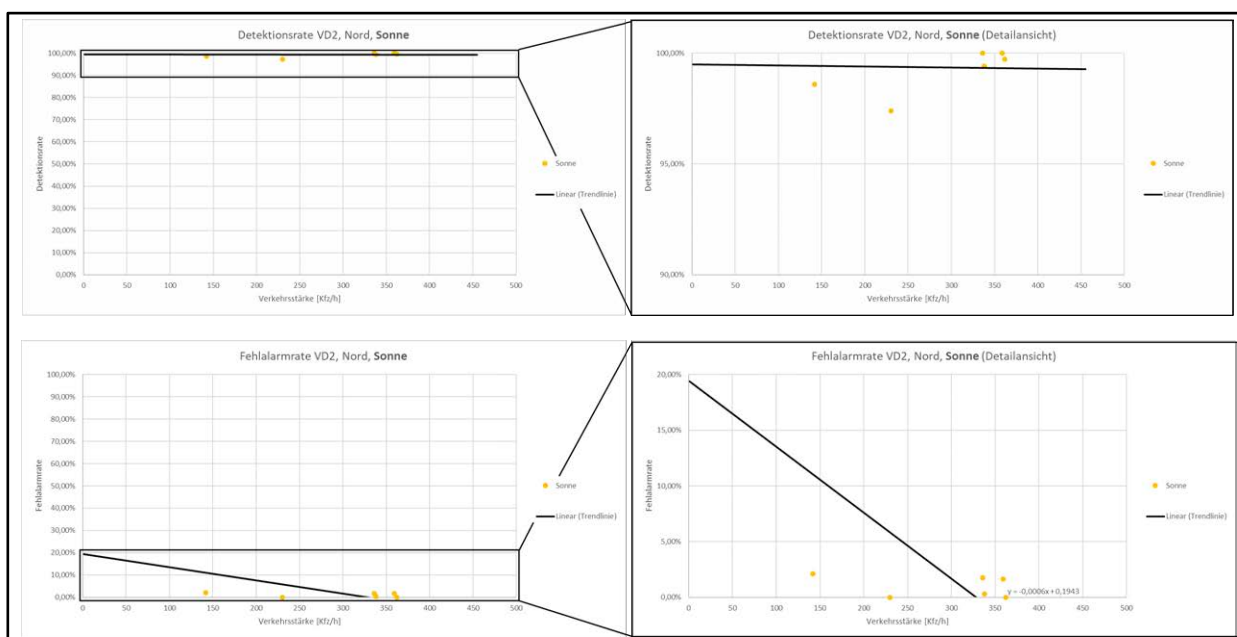 Detektionsrate VD2, Nord, Sonne
100,00%
90,00%
80,00%
70,00%
60,00%
50,00%
40,00%
30,00%
20,00%
10,00%
0,00%
Detektionsrate
0 50 100 150 200 250 300 350 400 450 500
Verkehrsstärke [Kfz/h]
Sonne
Linear (Trendlinie)
Detektionsrate VD2, Nord, Sonne (Detailansicht)
100,00%
95,00%
90,00%
Detektionsrate
0 50 100 150 200 250 300 350 400 450 500
Verkehrsstärke [Kfz/h]
Sonne
Linear (Trendlinie)
Fehlalarmrate VD2, Nord, Sonne
100,00%
90,00%
80,00%
70,00%
60,00%
50,00%
40,00%
30,00%
20,00%
10,00%
0,00%
Fehlalarmrate
0 50 100 150 200 250 300 350 400 450 500
Verkehrsstärke [Kfz/h]
Sonne
Linear (Trendlinie)
Fehlalarmrate VD2, Nord, Sonne (Detailansicht)
20,00%
15,00%
10,00%
5,00%
0,00%
Fehlalarmrate
y = -0,0006x + 0,1943
0 50 100 150 200 250 300 350 400 450 500
Verkehrsstärke [Kfz/h]
Sonne
Linear (Trendlinie)